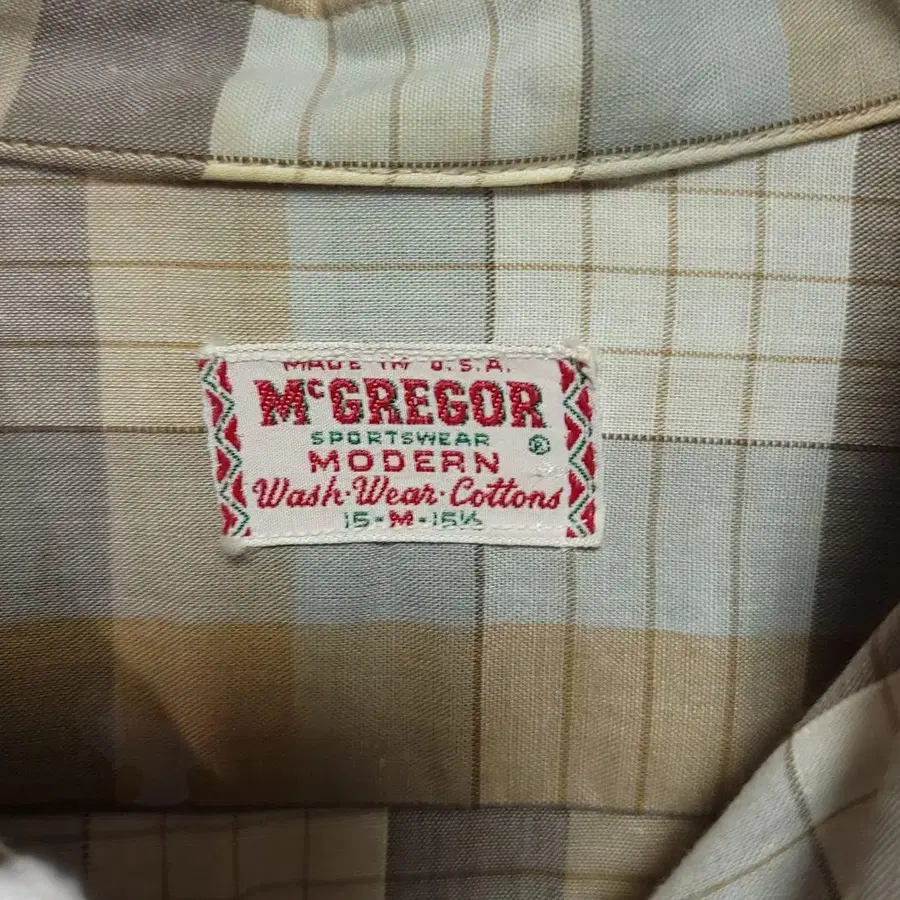 MADE IN U.S.A.
McGREGOR
SPORTSWEAR ®
MODERN
Wash·Wear·Cottons
15-M-15½